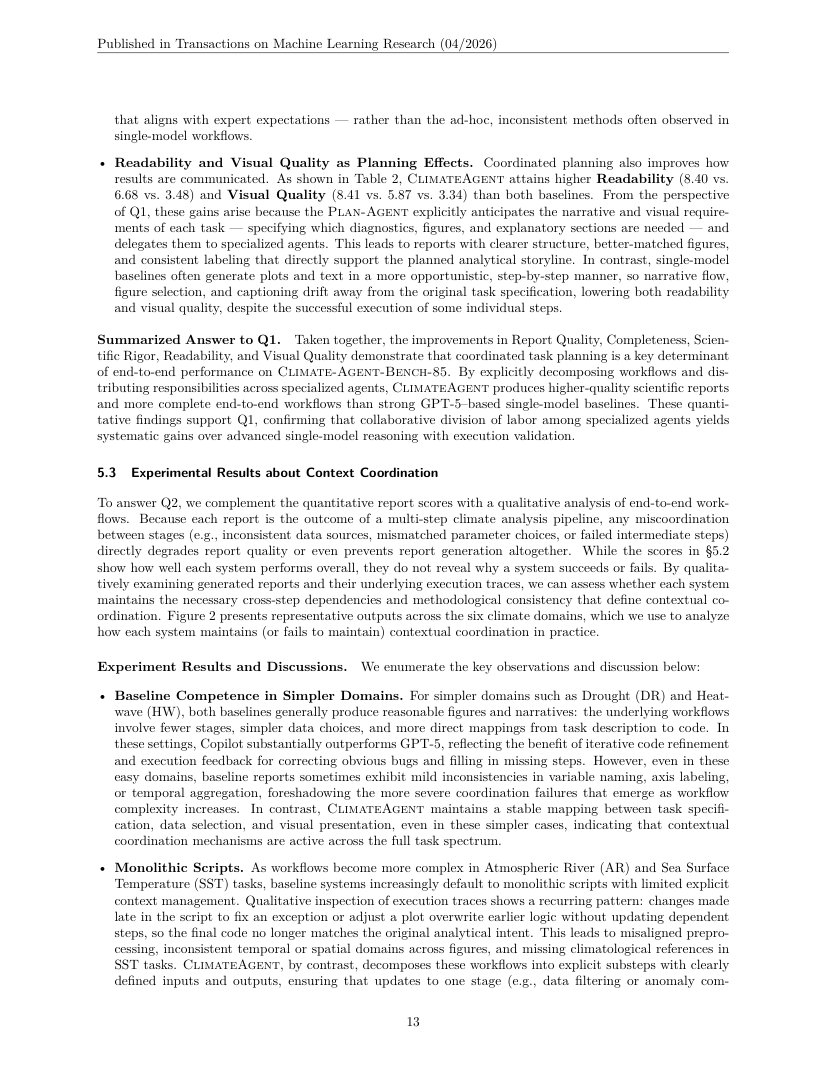 Published in Transactions on Machine Learning Research (04/2026)
that aligns with expert expectations — rather than the ad-hoc, inconsistent methods often observed in
single-model workflows.
• Readability and Visual Quality as Planning Effects. Coordinated planning also improves how
results are communicated. As shown in Table 2, ClimateAgent attains higher Readability (8.40 vs.
6.68 vs. 3.48) and Visual Quality (8.41 vs. 5.87 vs. 3.34) than both baselines. From the perspective
of Q1, these gains arise because the Plan-Agent explicitly anticipates the narrative and visual require-
ments of each task — specifying which diagnostics, figures, and explanatory sections are needed — and
delegates them to specialized agents. This leads to reports with clearer structure, better-matched figures,
and consistent labeling that directly support the planned analytical storyline. In contrast, single-model
baselines often generate plots and text in a more opportunistic, step-by-step manner, so narrative flow,
figure selection, and captioning drift away from the original task specification, lowering both readability
and visual quality, despite the successful execution of some individual steps.
Summarized Answer to Q1. Taken together, the improvements in Report Quality, Completeness, Scien-
tific Rigor, Readability, and Visual Quality demonstrate that coordinated task planning is a key determinant
of end-to-end performance on Climate-Agent-Bench-85. By explicitly decomposing workflows and dis-
tributing responsibilities across specialized agents, ClimateAgent produces higher-quality scientific reports
and more complete end-to-end workflows than strong GPT-5–based single-model baselines. These quanti-
tative findings support Q1, confirming that collaborative division of labor among specialized agents yields
systematic gains over advanced single-model reasoning with execution validation.
5.3 Experimental Results about Context Coordination
To answer Q2, we complement the quantitative report scores with a qualitative analysis of end-to-end work-
flows. Because each report is the outcome of a multi-step climate analysis pipeline, any miscoordination
between stages (e.g., inconsistent data sources, mismatched parameter choices, or failed intermediate steps)
directly degrades report quality or even prevents report generation altogether. While the scores in §5.2
show how well each system performs overall, they do not reveal why a system succeeds or fails. By qualita-
tively examining generated reports and their underlying execution traces, we can assess whether each system
maintains the necessary cross-step dependencies and methodological consistency that define contextual co-
ordination. Figure 2 presents representative outputs across the six climate domains, which we use to analyze
how each system maintains (or fails to maintain) contextual coordination in practice.
Experiment Results and Discussions. We enumerate the key observations and discussion below:
• Baseline Competence in Simpler Domains. For simpler domains such as Drought (DR) and Heat-
wave (HW), both baselines generally produce reasonable figures and narratives: the underlying workflows
involve fewer stages, simpler data choices, and more direct mappings from task description to code. In
these settings, Copilot substantially outperforms GPT-5, reflecting the benefit of iterative code refinement
and execution feedback for correcting obvious bugs and filling in missing steps. However, even in these
easy domains, baseline reports sometimes exhibit mild inconsistencies in variable naming, axis labeling,
or temporal aggregation, foreshadowing the more severe coordination failures that emerge as workflow
complexity increases. In contrast, ClimateAgent maintains a stable mapping between task specifi-
cation, data selection, and visual presentation, even in these simpler cases, indicating that contextual
coordination mechanisms are active across the full task spectrum.
• Monolithic Scripts. As workflows become more complex in Atmospheric River (AR) and Sea Surface
Temperature (SST) tasks, baseline systems increasingly default to monolithic scripts with limited explicit
context management. Qualitative inspection of execution traces shows a recurring pattern: changes made
late in the script to fix an exception or adjust a plot overwrite earlier logic without updating dependent
steps, so the final code no longer matches the original analytical intent. This leads to misaligned prepro-
cessing, inconsistent temporal or spatial domains across figures, and missing climatological references in
SST tasks. ClimateAgent, by contrast, decomposes these workflows into explicit substeps with clearly
defined inputs and outputs, ensuring that updates to one stage (e.g., data filtering or anomaly com-
13